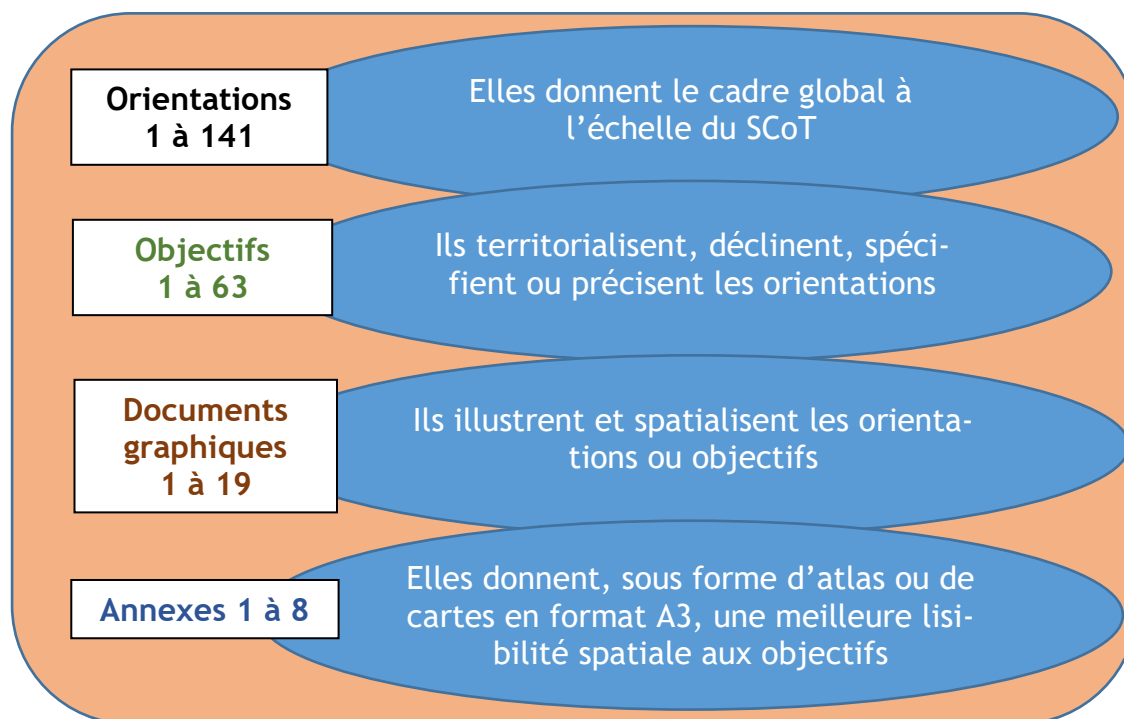 Orientations
1 à 141
Elles donnent le cadre global à
l’échelle du SCoT
Objectifs
1 à 63
Ils territorialisent, déclinent, spéci-
fient ou précisent les orientations
Documents
graphiques
1 à 19
Ils illustrent et spatialisent les orienta-
tions ou objectifs
Annexes 1 à 8
Elles donnent, sous forme d’atlas ou de
cartes en format A3, une meilleure lisi-
bilité spatiale aux objectifs